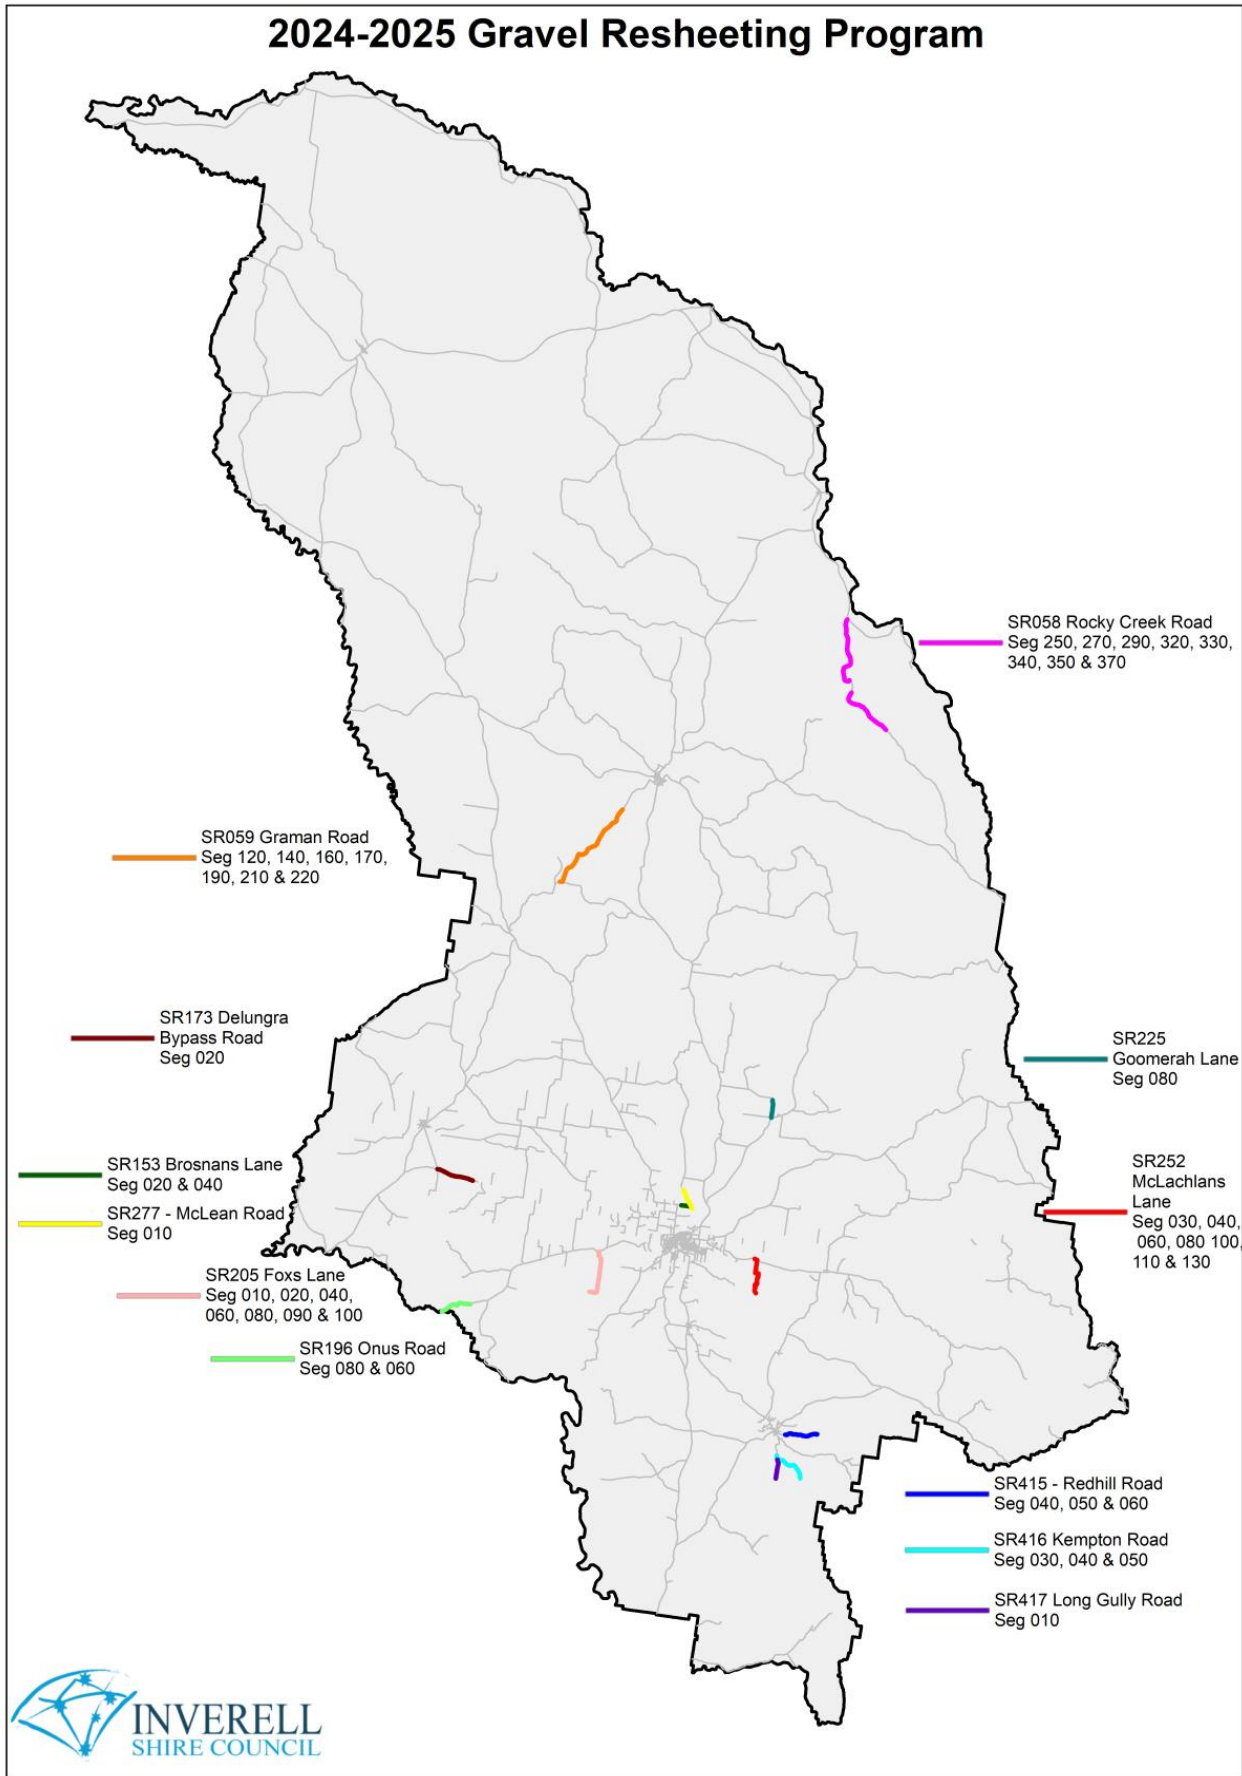 2024-2025 Gravel Resheeting Program
SR058 Rocky Creek Road
Seg 250, 270, 290, 320, 330,
340, 350 & 370
SR059 Graman Road
Seg 120, 140, 160, 170,
190, 210 & 220
SR173 Delungra
Bypass Road
Seg 020
SR225
Goomerah Lane
Seg 080
SR153 Brosnans Lane
Seg 020 & 040
SR277 - McLean Road
Seg 010
SR252
McLachlans
Lane
Seg 030, 040,
060, 080 100,
110 & 130
SR205 Foxs Lane
Seg 010, 020, 040,
060, 080, 090 & 100
SR196 Onus Road
Seg 080 & 060
SR415 - Redhill Road
Seg 040, 050 & 060
SR416 Kempton Road
Seg 030, 040 & 050
SR417 Long Gully Road
Seg 010
INVERELL
SHIRE COUNCIL